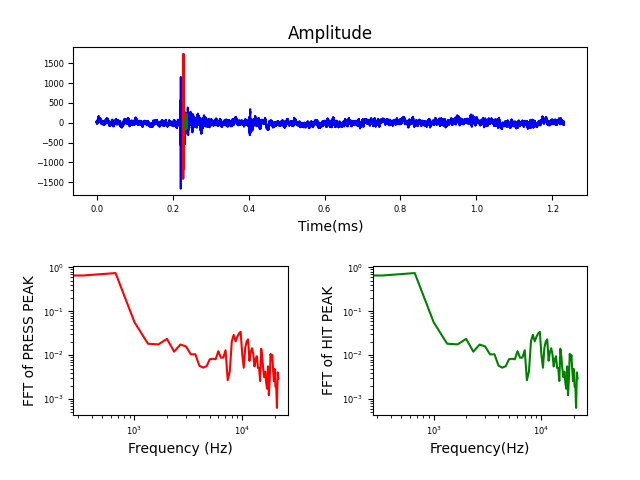 Amplitude
1500
1000
500
0
−500
−1000
−1500
0.0 0.2 0.4 0.6 0.8 1.0 1.2
Time(ms)
FFT of PRESS PEAK
10⁰
10⁻¹
10⁻²
10⁻³
10³ 10⁴
Frequency (Hz)
FFT of HIT PEAK
10⁰
10⁻¹
10⁻²
10⁻³
10³ 10⁴
Frequency(Hz)